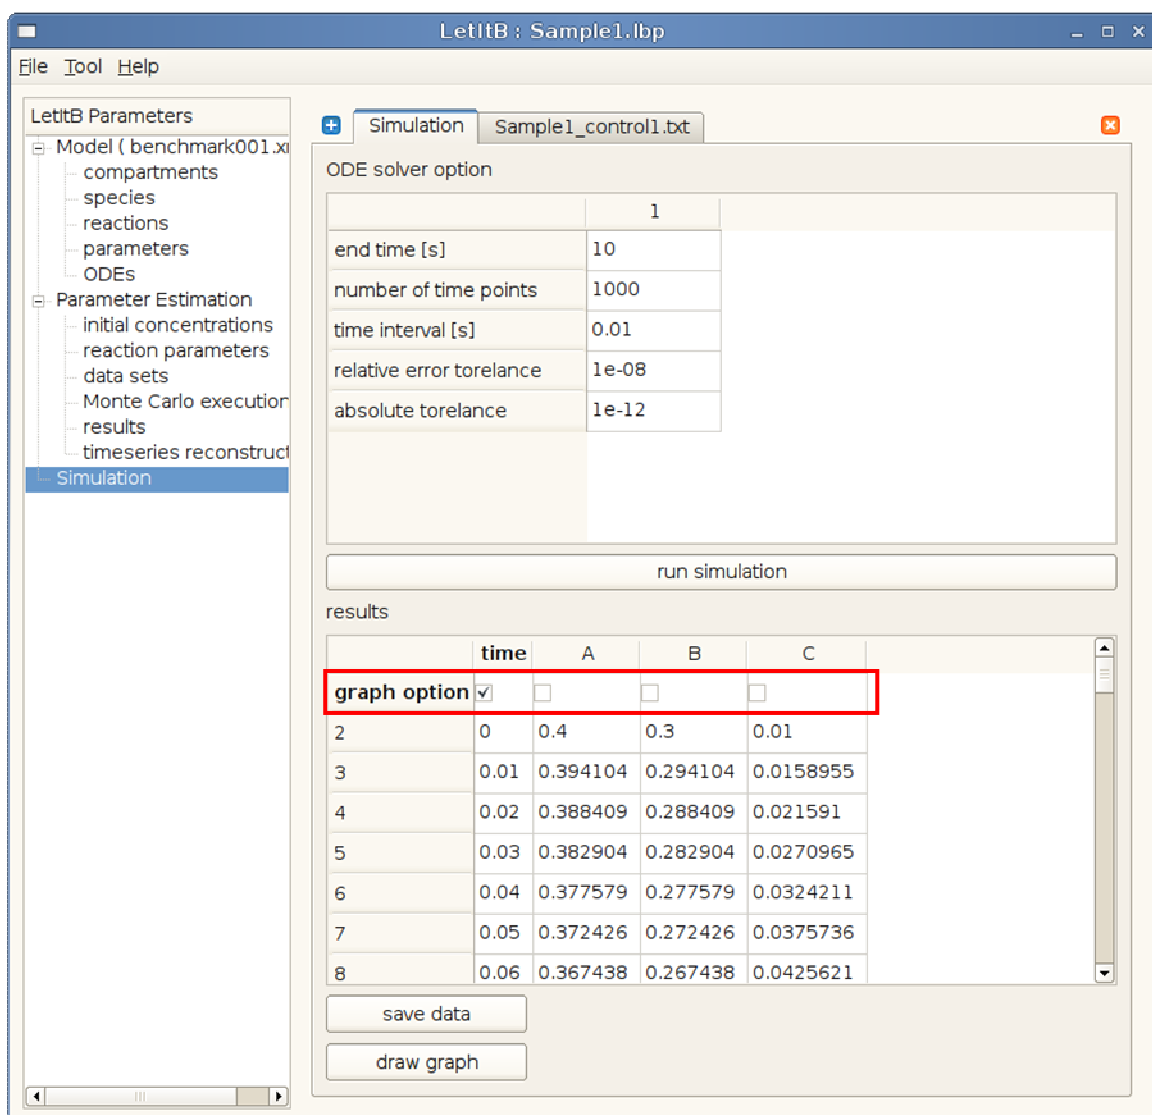 LetItB : Sample1.lbp
File Tool Help
LetItB Parameters
Model ( benchmark001.x
compartments
species
reactions
parameters
ODEs
Parameter Estimation
initial concentrations
reaction parameters
data sets
Monte Carlo execution
results
timeseries reconstruct
Simulation
Simulation Sample1_control1.txt
ODE solver option
1
end time [s] 10
number of time points 1000
time interval [s] 0.01
relative error torelance 1e-08
absolute torelance 1e-12
run simulation
results
time A B C
graph option
2 0 0.4 0.3 0.01
3 0.01 0.394104 0.294104 0.0158955
4 0.02 0.388409 0.288409 0.021591
5 0.03 0.382904 0.282904 0.0270965
6 0.04 0.377579 0.277579 0.0324211
7 0.05 0.372426 0.272426 0.0375736
8 0.06 0.367438 0.267438 0.0425621
save data
draw graph